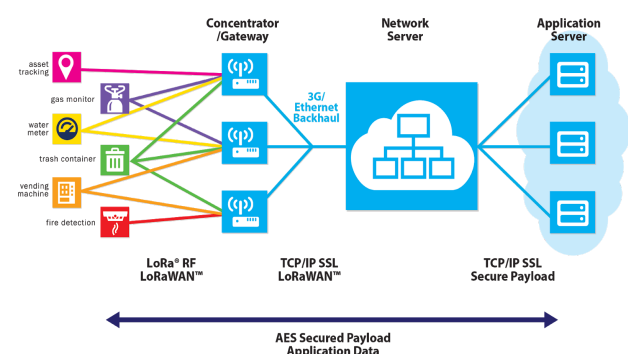 Concentrator
/Gateway
Network
Server
Application
Server
asset
tracking
gas monitor
water
meter
trash container
vending
machine
fire detection
3G/
Ethernet
Backhaul
LoRa® RF
LoRaWAN™
TCP/IP SSL
LoRaWAN™
TCP/IP SSL
Secure Payload
AES Secured Payload
Application Data